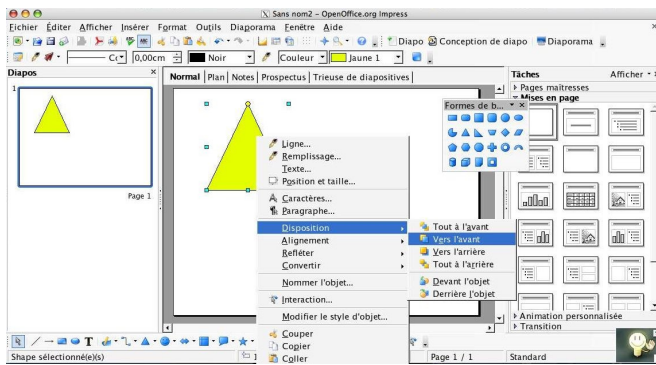 Sans nom2 – OpenOffice.org Impress
Fichier Éditer Afficher Insérer Format Outils Diaporama Fenêtre Aide
Diapo Conception de diapo Diaporama
0,00cm Noir Couleur Jaune 1
Diapos
Normal Plan Notes Prospectus Trieuse de diapositives
Tâches Afficher
Pages maîtresses
Mises en page
Formes de b...
1
Page 1
Ligne...
Remplissage...
Texte...
Position et taille...
Caractères...
Paragraphe...
Disposition
Alignement
Refléter
Convertir
Nommer l'objet...
Interaction...
Modifier le style d'objet...
Couper
Copier
Coller
Tout à l'avant
Vers l'avant
Vers l'arrière
Tout à l'arrière
Devant l'objet
Derrière l'objet
Animation personnalisée
Transition
Shape sélectionné(e)(s) Page 1 / 1 Standard